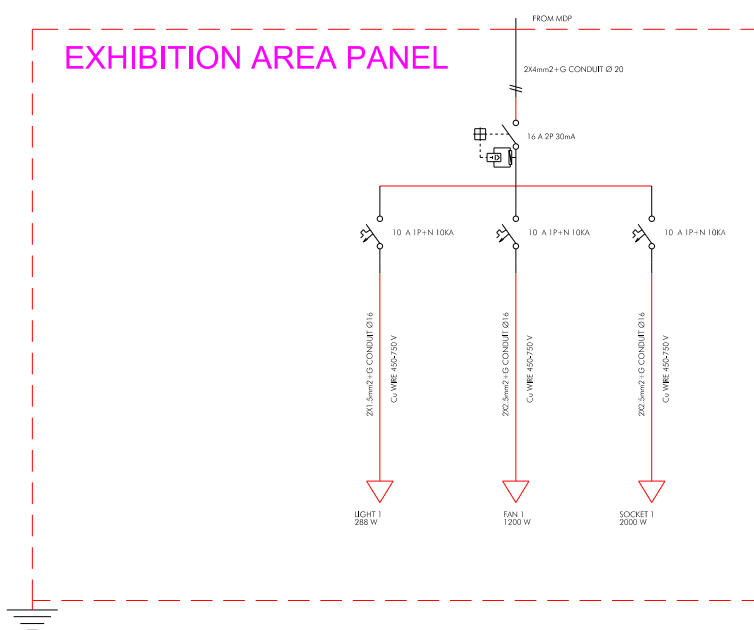 FROM MDP
EXHIBITION AREA PANEL
2X4mm2+G CONDUIT Ø 20
16 A 2P 30mA
10 A 1P+N 10KA
10 A 1P+N 10KA
10 A 1P+N 10KA
2X1.5mm2+G CONDUIT Ø16
Cu WIRE 450-750 V
2X2.5mm2+G CONDUIT Ø16
Cu WIRE 450-750 V
2X2.5mm2+G CONDUIT Ø16
Cu WIRE 450-750 V
LIGHT 1
288 W
FAN 1
1200 W
SOCKET 1
2000 W